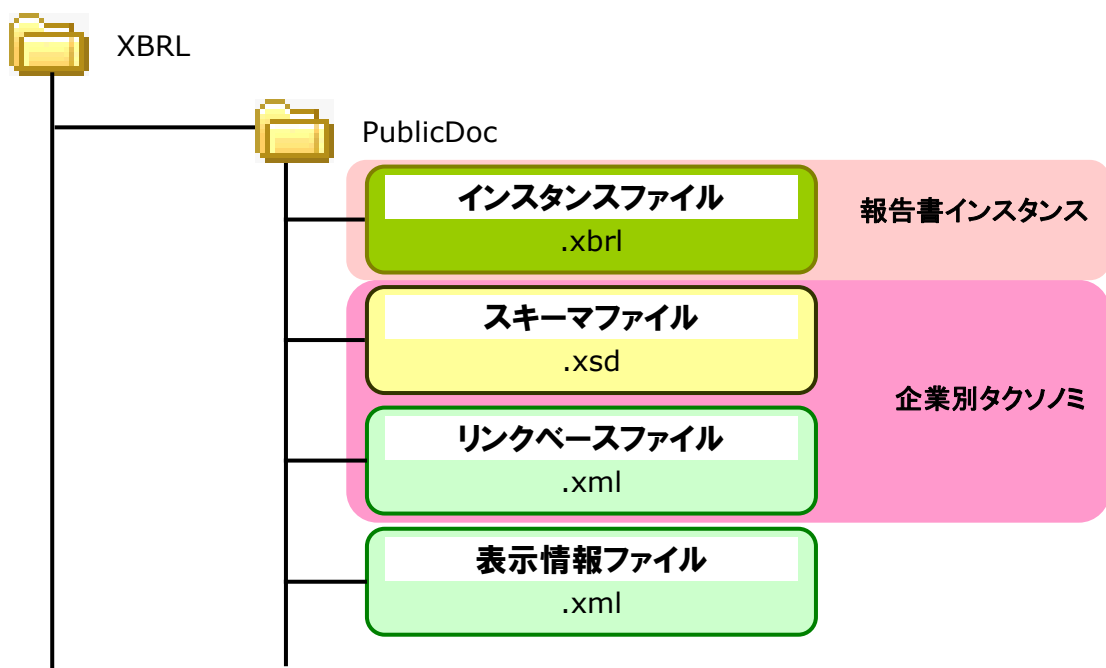 XBRL
PublicDoc
インスタンスファイル
.xbrl
報告書インスタンス
スキーマファイル
.xsd
企業別タクソノミ
リンクベースファイル
.xml
表示情報ファイル
.xml